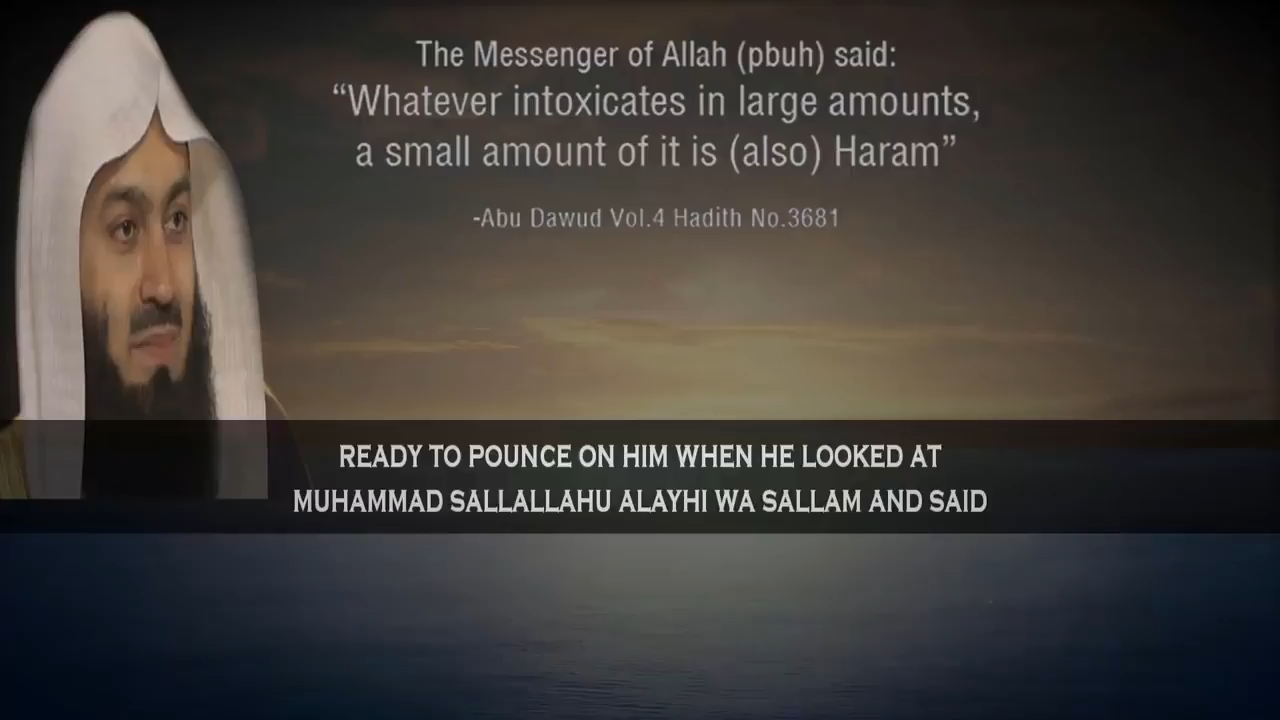 The Messenger of Allah (pbuh) said:
“Whatever intoxicates in large amounts,
a small amount of it is (also) Haram”
-Abu Dawud Vol.4 Hadith No.3681
READY TO POUNCE ON HIM WHEN HE LOOKED AT
MUHAMMAD SALLALLAHU ALAYHI WA SALLAM AND SAID